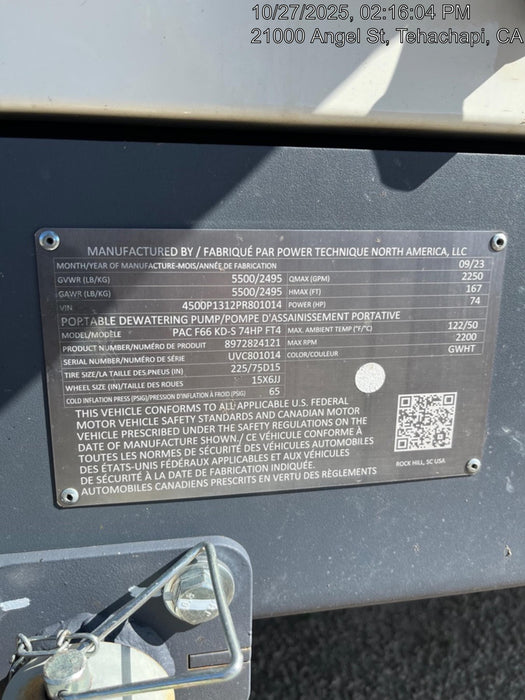 10/27/2025, 02:16:04 PM
21000 Angel St, Tehachapi, CA
MANUFACTURED BY / FABRIQUÉ PAR POWER TECHNIQUE NORTH AMERICA, LLC
MONTH/YEAR OF MANUFACTURE-MOIS/ANNÉE DE FABRICATION 09/23
GVWR (LB/KG) 5500/2495 QMAX (GPM) 2250
GAWR (LB/KG) 5500/2495 HMAX (FT) 167
VIN 4500P1312PR801014 POWER (HP) 74
PORTABLE DEWATERING PUMP/POMPE D'ASSAINISSEMENT PORTATIVE
MODEL/MODÈLE PAC F66 KD-S 74HP FT4 MAX. AMBIENT TEMP (°F/°C) 122/50
PRODUCT NUMBER/NUMÉRO DE PRODUIT 8972824121 MAX RPM 2200
SERIAL NUMBER/NUMÉRO DE SÉRIE UVC801014 COLOR/COULEUR GWHT
TIRE SIZE/LA TAILLE DES PNEUS (IN) 225/75D15
WHEEL SIZE (IN)/TAILLE DES ROUES 15X6JJ
COLD INFLATION PRESS (PSIG)/PRESSION D'INFLATION À FROID (PSIG) 65
THIS VEHICLE CONFORMS TO ALL APPLICABLE U.S. FEDERAL
MOTOR VEHICLE SAFETY STANDARDS AND CANADIAN MOTOR
VEHICLE PRESCRIBED UNDER THE SAFETY REGULATIONS ON THE
DATE OF MANUFACTURE SHOWN./ CE VÉHICULE CONFORME À
TOUTES LES NORMES DE SÉCURITÉ DES VÉHICULES AUTOMOBILES
DES ÉTATS-UNIS FÉDÉRAUX APPLICABLES ET AUX VÉHICULES
DE SÉCURITÉ À LA DATE DE FABRICATION INDIQUÉE.
AUTOMOBILES CANADIENS PRESCRITS EN VERTU DES RÈGLEMENTS
ROCK HILL, SC USA